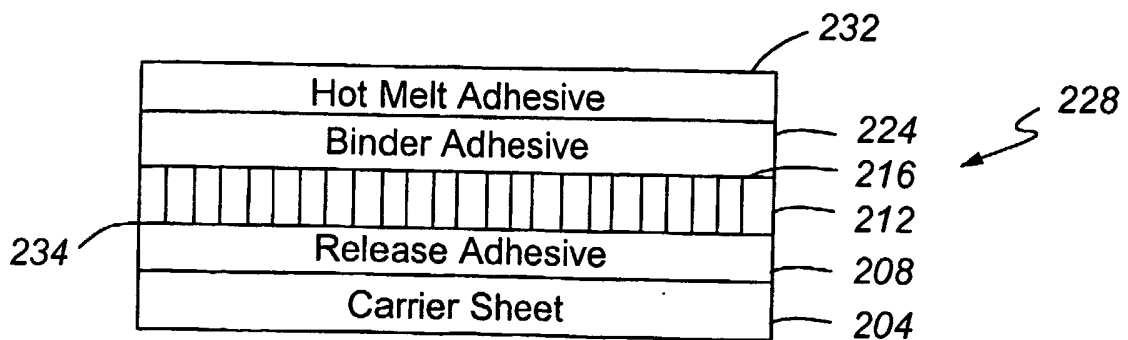 232
Hot Melt Adhesive
228
Binder Adhesive
224
216
212
234
Release Adhesive
208
Carrier Sheet
204